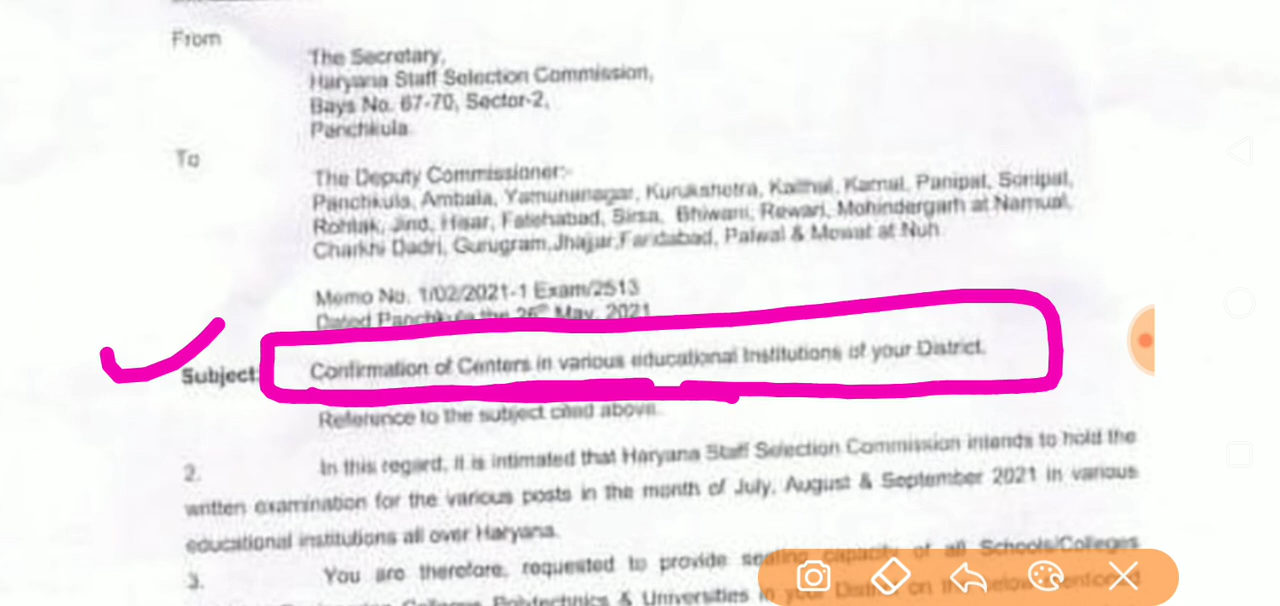 From
The Secretary,
Haryana Staff Selection Commission,
Bays No. 67-70, Sector-2,
Panchkula.
To
The Deputy Commissioner:-
Panchkula, Ambala, Yamunanagar, Kurukshetra, Kaithal, Karnal, Panipat, Sonipat,
Rohtak, Jind, Hisar, Fatehabad, Sirsa, Bhiwani, Rewari, Mohindergarh at Narnual,
Charkhi Dadri, Gurugram, Jhajjar, Faridabad, Palwal & Mewat at Nuh
Memo No. 1/02/2021-1 Exam/2513
Dated Panchkula the 26th May, 2021
Subject: Confirmation of Centers in various educational Institutions of your District.
Reference to the subject cited above.
2. In this regard, it is intimated that Haryana Staff Selection Commission intends to hold the
written examination for the various posts in the month of July, August & September 2021 in various
educational institutions all over Haryana.
3. You are therefore, requested to provide seating capacity of all Schools/Colleges
Colleges Polytechnics & Universities in your District on the below mentioned